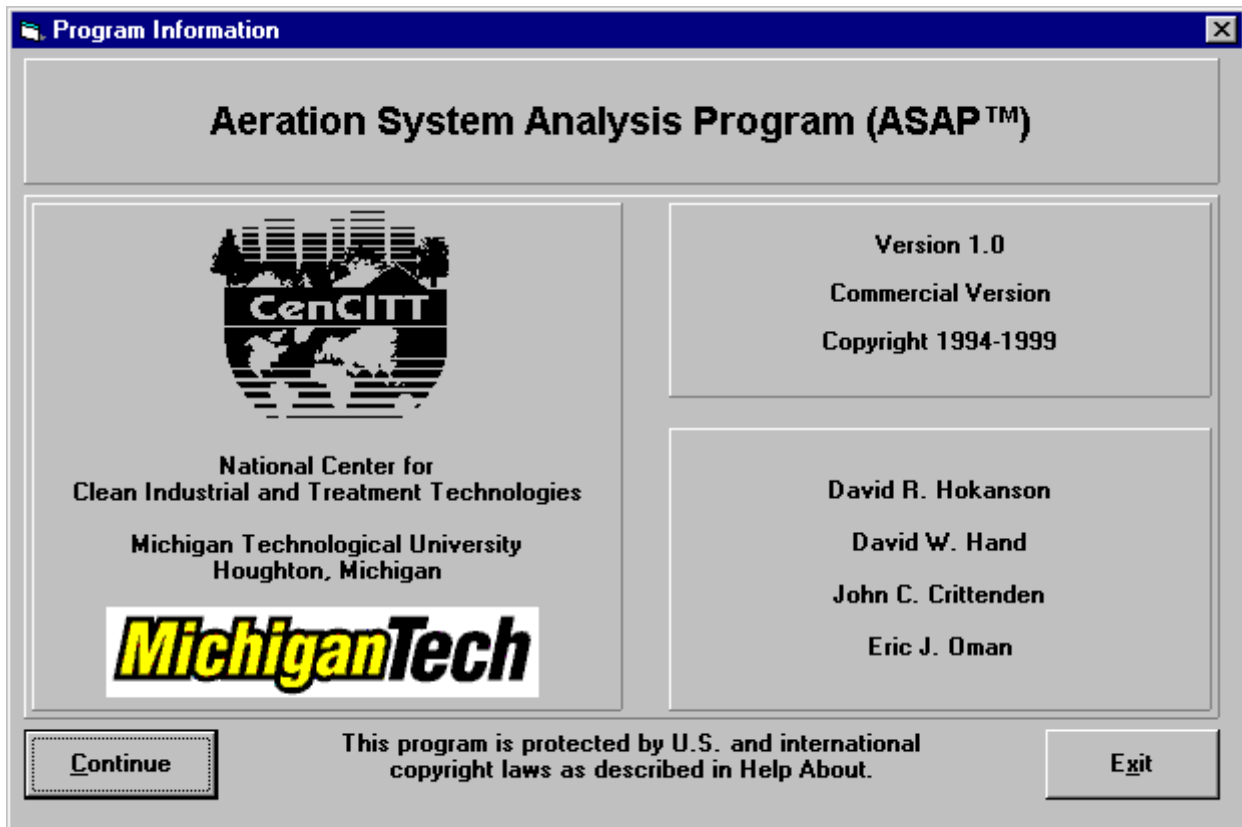 Program Information
Aeration System Analysis Program (ASAP™)
CenCITT
National Center for
Clean Industrial and Treatment Technologies
Michigan Technological University
Houghton, Michigan
MichiganTech
Version 1.0
Commercial Version
Copyright 1994-1999
David R. Hokanson
David W. Hand
John C. Crittenden
Eric J. Oman
Continue
This program is protected by U.S. and international
copyright laws as described in Help About.
Exit